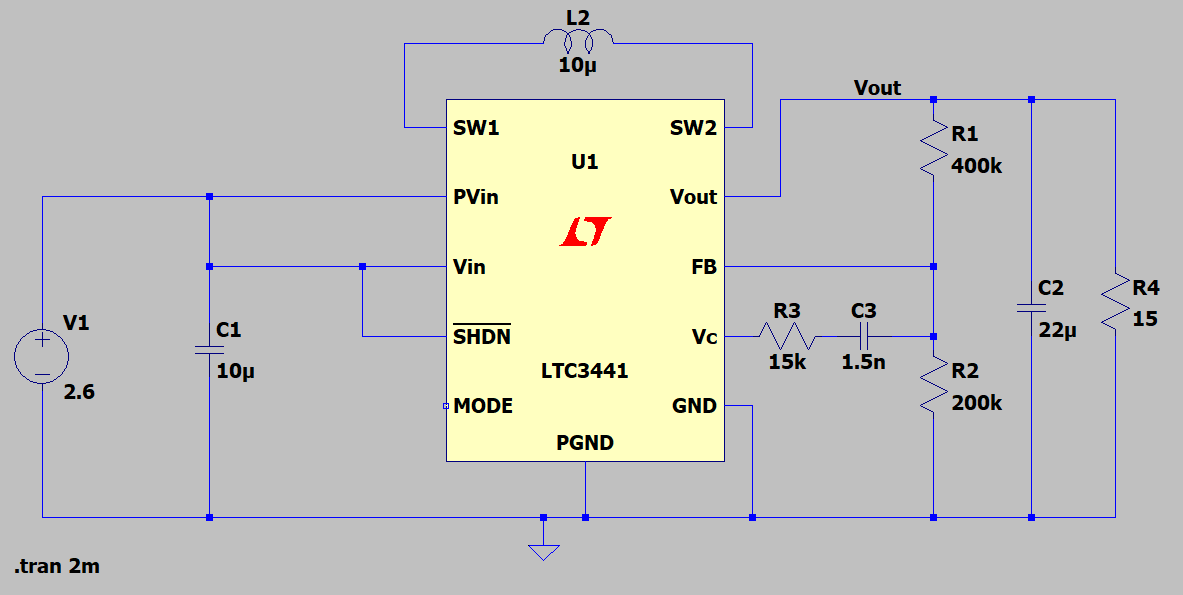 L2
10µ
Vout
SW1
SW2
U1
R1
400k
PVin
Vout
Vin
FB
V1
2.6
C1
10µ
SHDN
Vc
R3
15k
C3
1.5n
C2
22µ
R4
15
LTC3441
R2
200k
MODE
GND
PGND
.tran 2m